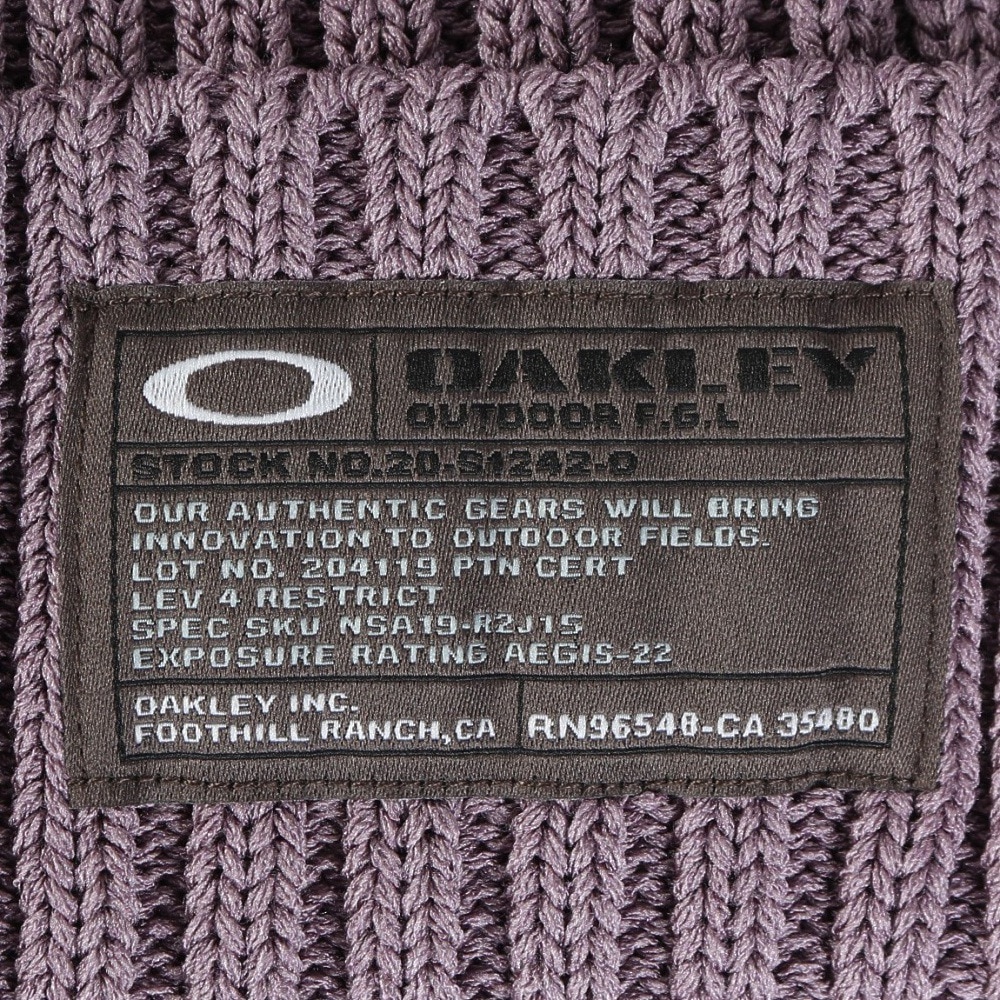 OAKLEY
OUTDOOR F.G.L
STOCK NO.20-S1242-O
OUR AUTHENTIC GEARS WILL BRING
INNOVATION TO OUTDOOR FIELDS.
LOT NO. 204119 PTN CERT
LEV 4 RESTRICT
SPEC SKU NSA19-R2J1S
EXPOSURE RATING AEGIS-22
OAKLEY INC.
FOOTHILL RANCH,CA
RN96548-CA 35480